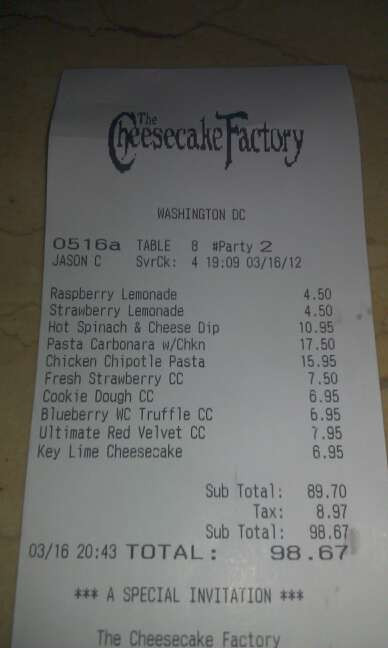 The
Cheesecake Factory
WASHINGTON DC
0516a TABLE 8 #Party 2
JASON C SvrCk: 4 19:09 03/16/12
Raspberry Lemonade 4.50
Strawberry Lemonade 4.50
Hot Spinach & Cheese Dip 10.95
Pasta Carbonara w/Chkn 17.50
Chicken Chipotle Pasta 15.95
Fresh Strawberry CC 7.50
Cookie Dough CC 6.95
Blueberry WC Truffle CC 6.95
Ultimate Red Velvet CC 7.95
Key Lime Cheesecake 6.95
Sub Total: 89.70
Tax: 8.97
Sub Total: 98.67
03/16 20:43 TOTAL: 98.67
*** A SPECIAL INVITATION ***
The Cheesecake Factory